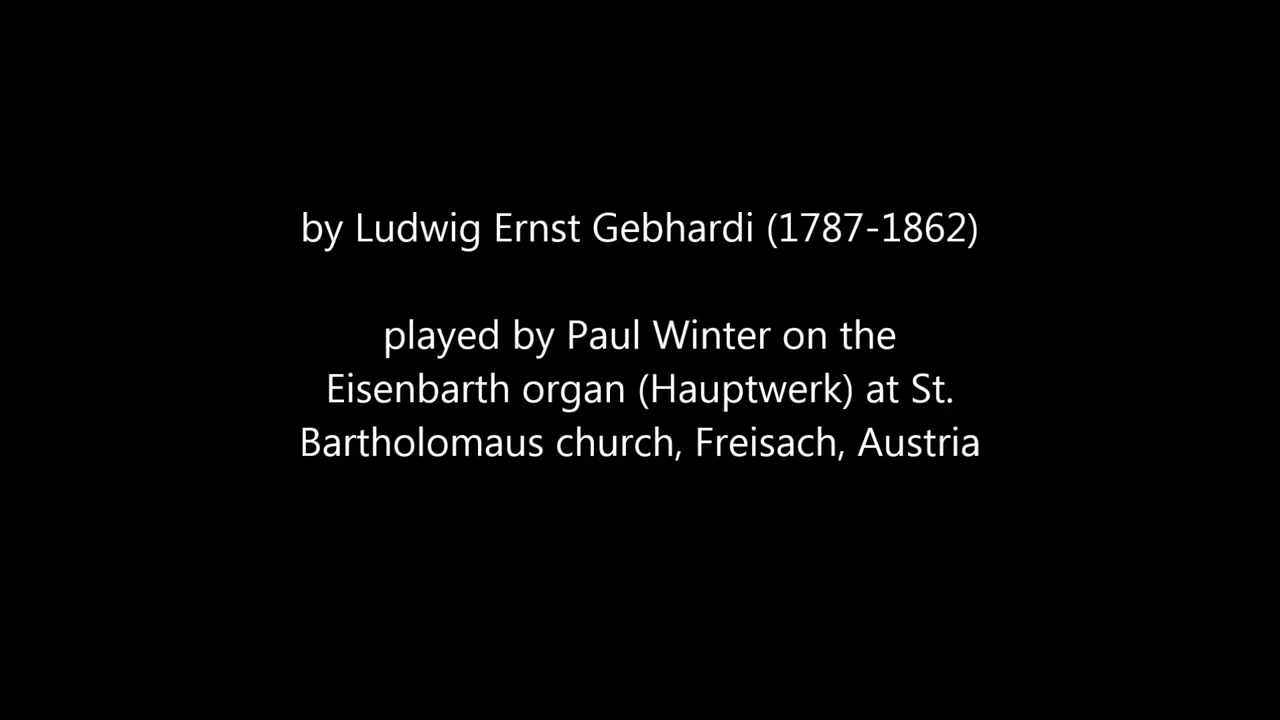 by Ludwig Ernst Gebhardi (1787-1862)
played by Paul Winter on the
Eisenbarth organ (Hauptwerk) at St.
Bartholomaus church, Freisach, Austria